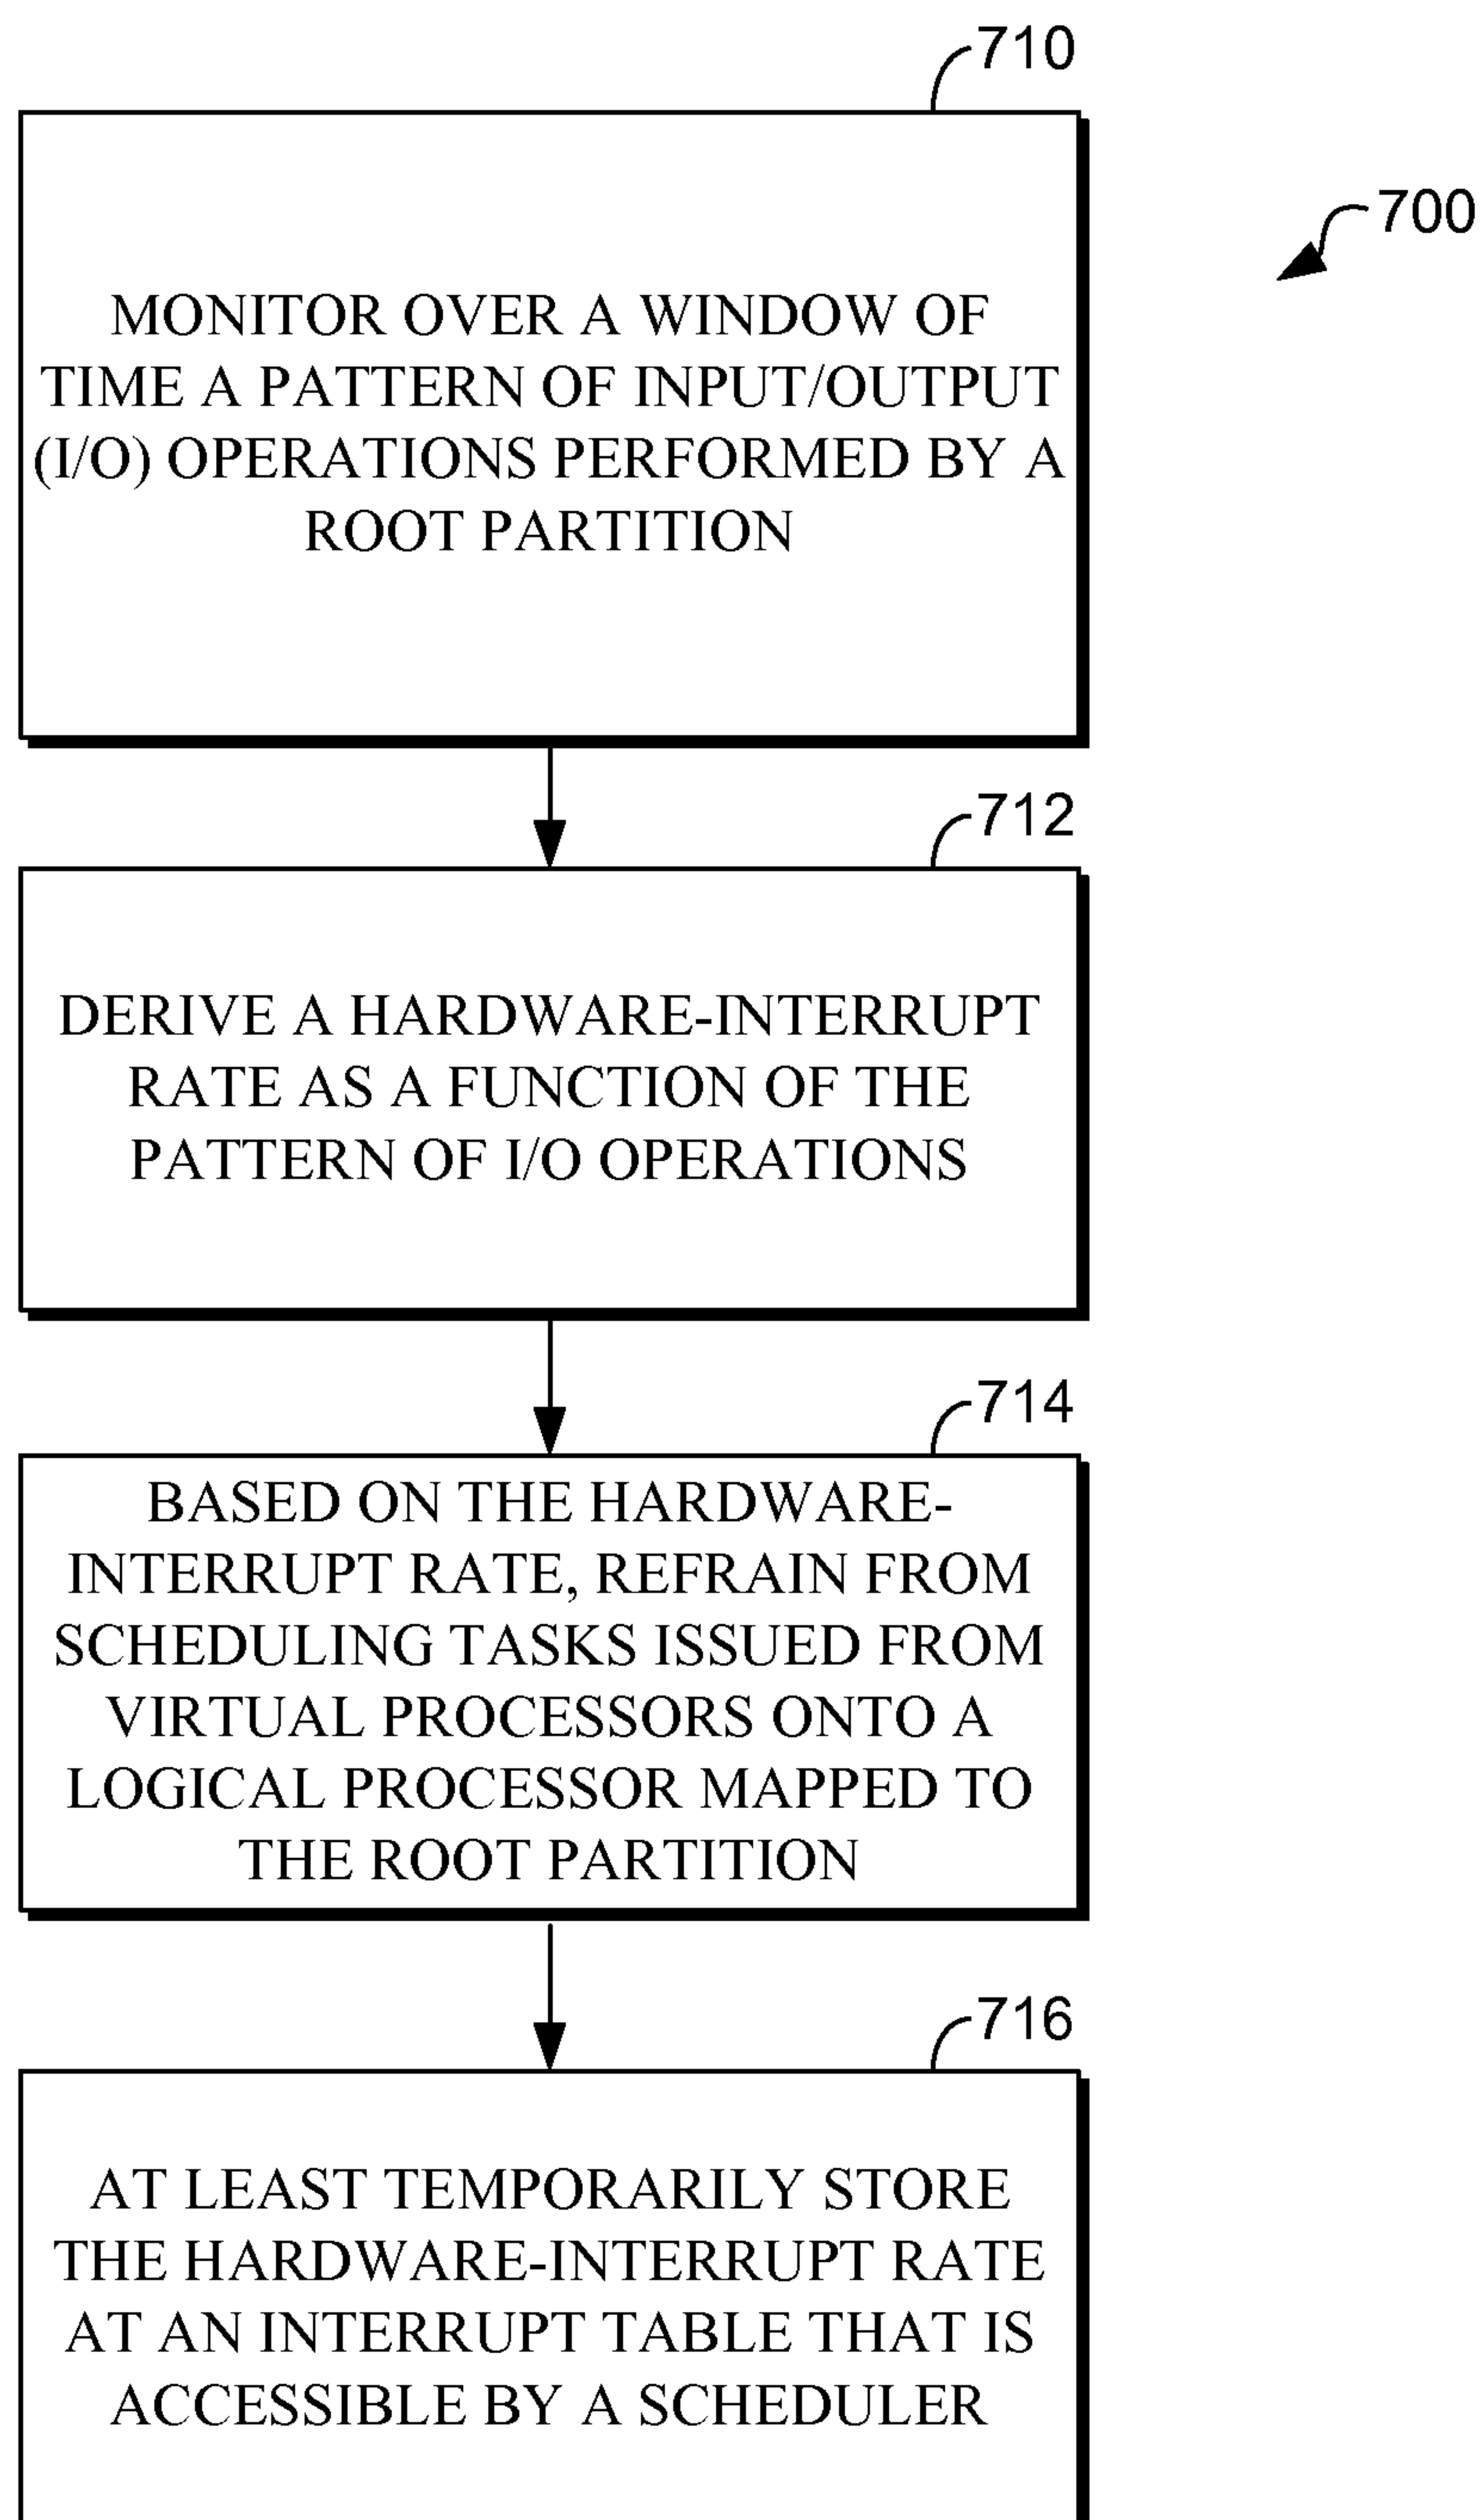 710
700
MONITOR OVER A WINDOW OF
TIME A PATTERN OF INPUT/OUTPUT
(I/O) OPERATIONS PERFORMED BY A
ROOT PARTITION
712
DERIVE A HARDWARE-INTERRUPT
RATE AS A FUNCTION OF THE
PATTERN OF I/O OPERATIONS
714
BASED ON THE HARDWARE-
INTERRUPT RATE, REFRAIN FROM
SCHEDULING TASKS ISSUED FROM
VIRTUAL PROCESSORS ONTO A
LOGICAL PROCESSOR MAPPED TO
THE ROOT PARTITION
716
AT LEAST TEMPORARILY STORE
THE HARDWARE-INTERRUPT RATE
AT AN INTERRUPT TABLE THAT IS
ACCESSIBLE BY A SCHEDULER